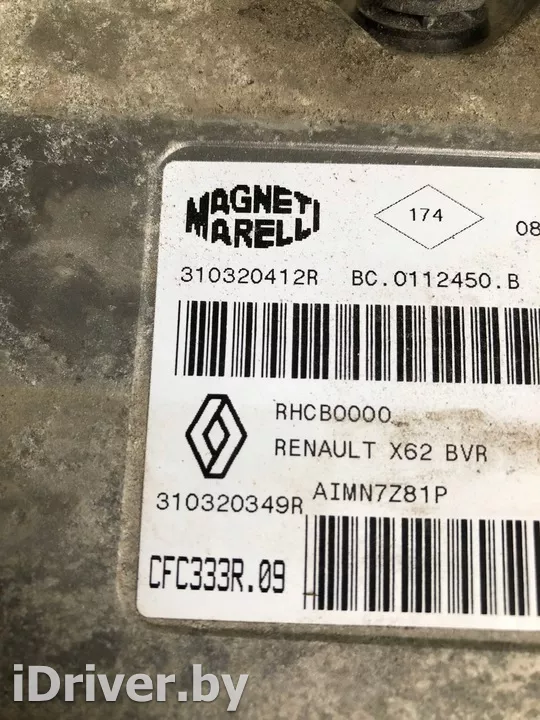 MAGNETI
MARELLI
174
08
310320412R BC.0112450.B
RHCB0000
RENAULT X62 BVR
310320349R
AIMN7Z81P
CFC333R.09
iDriver.by